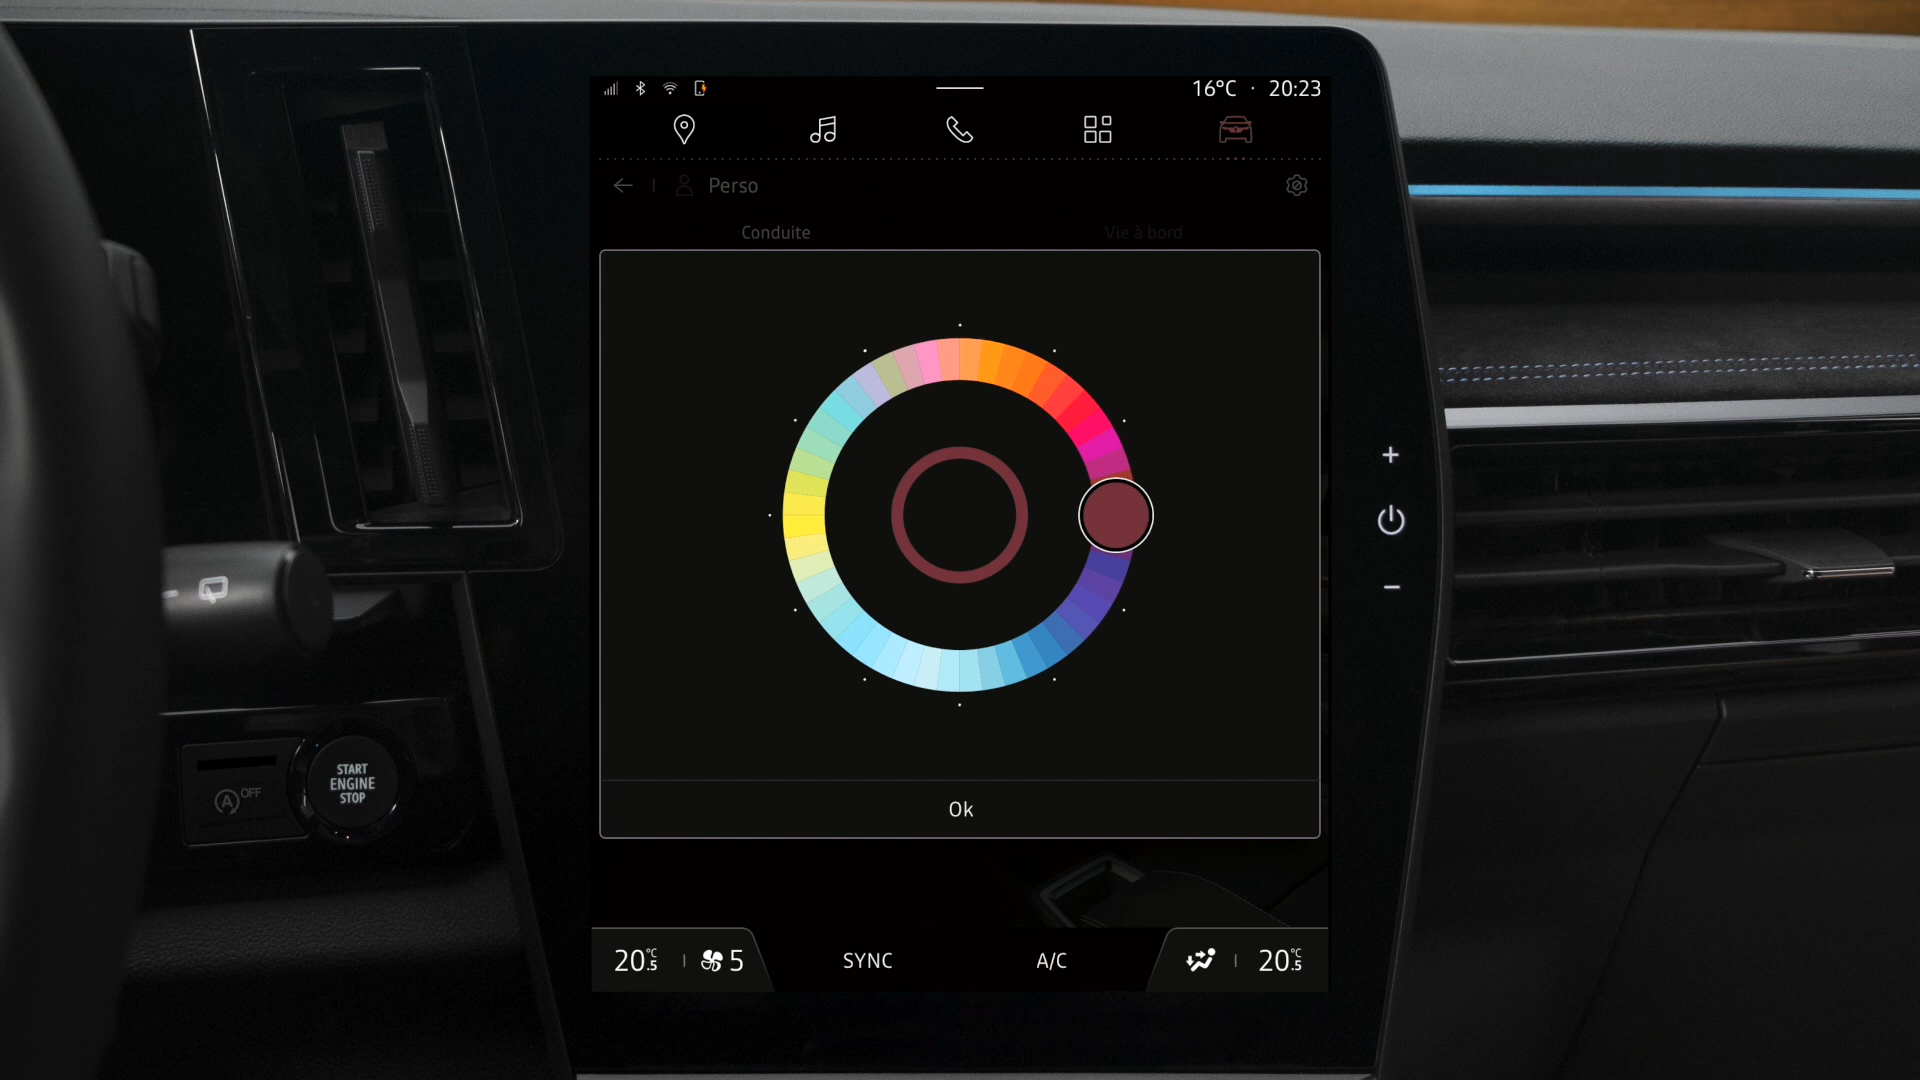 16°C · 20:23
Perso
Conduite
Vie à bord
Ok
20.5°C
5
SYNC
A/C
20.5°C
+
−
A OFF
START
ENGINE
STOP